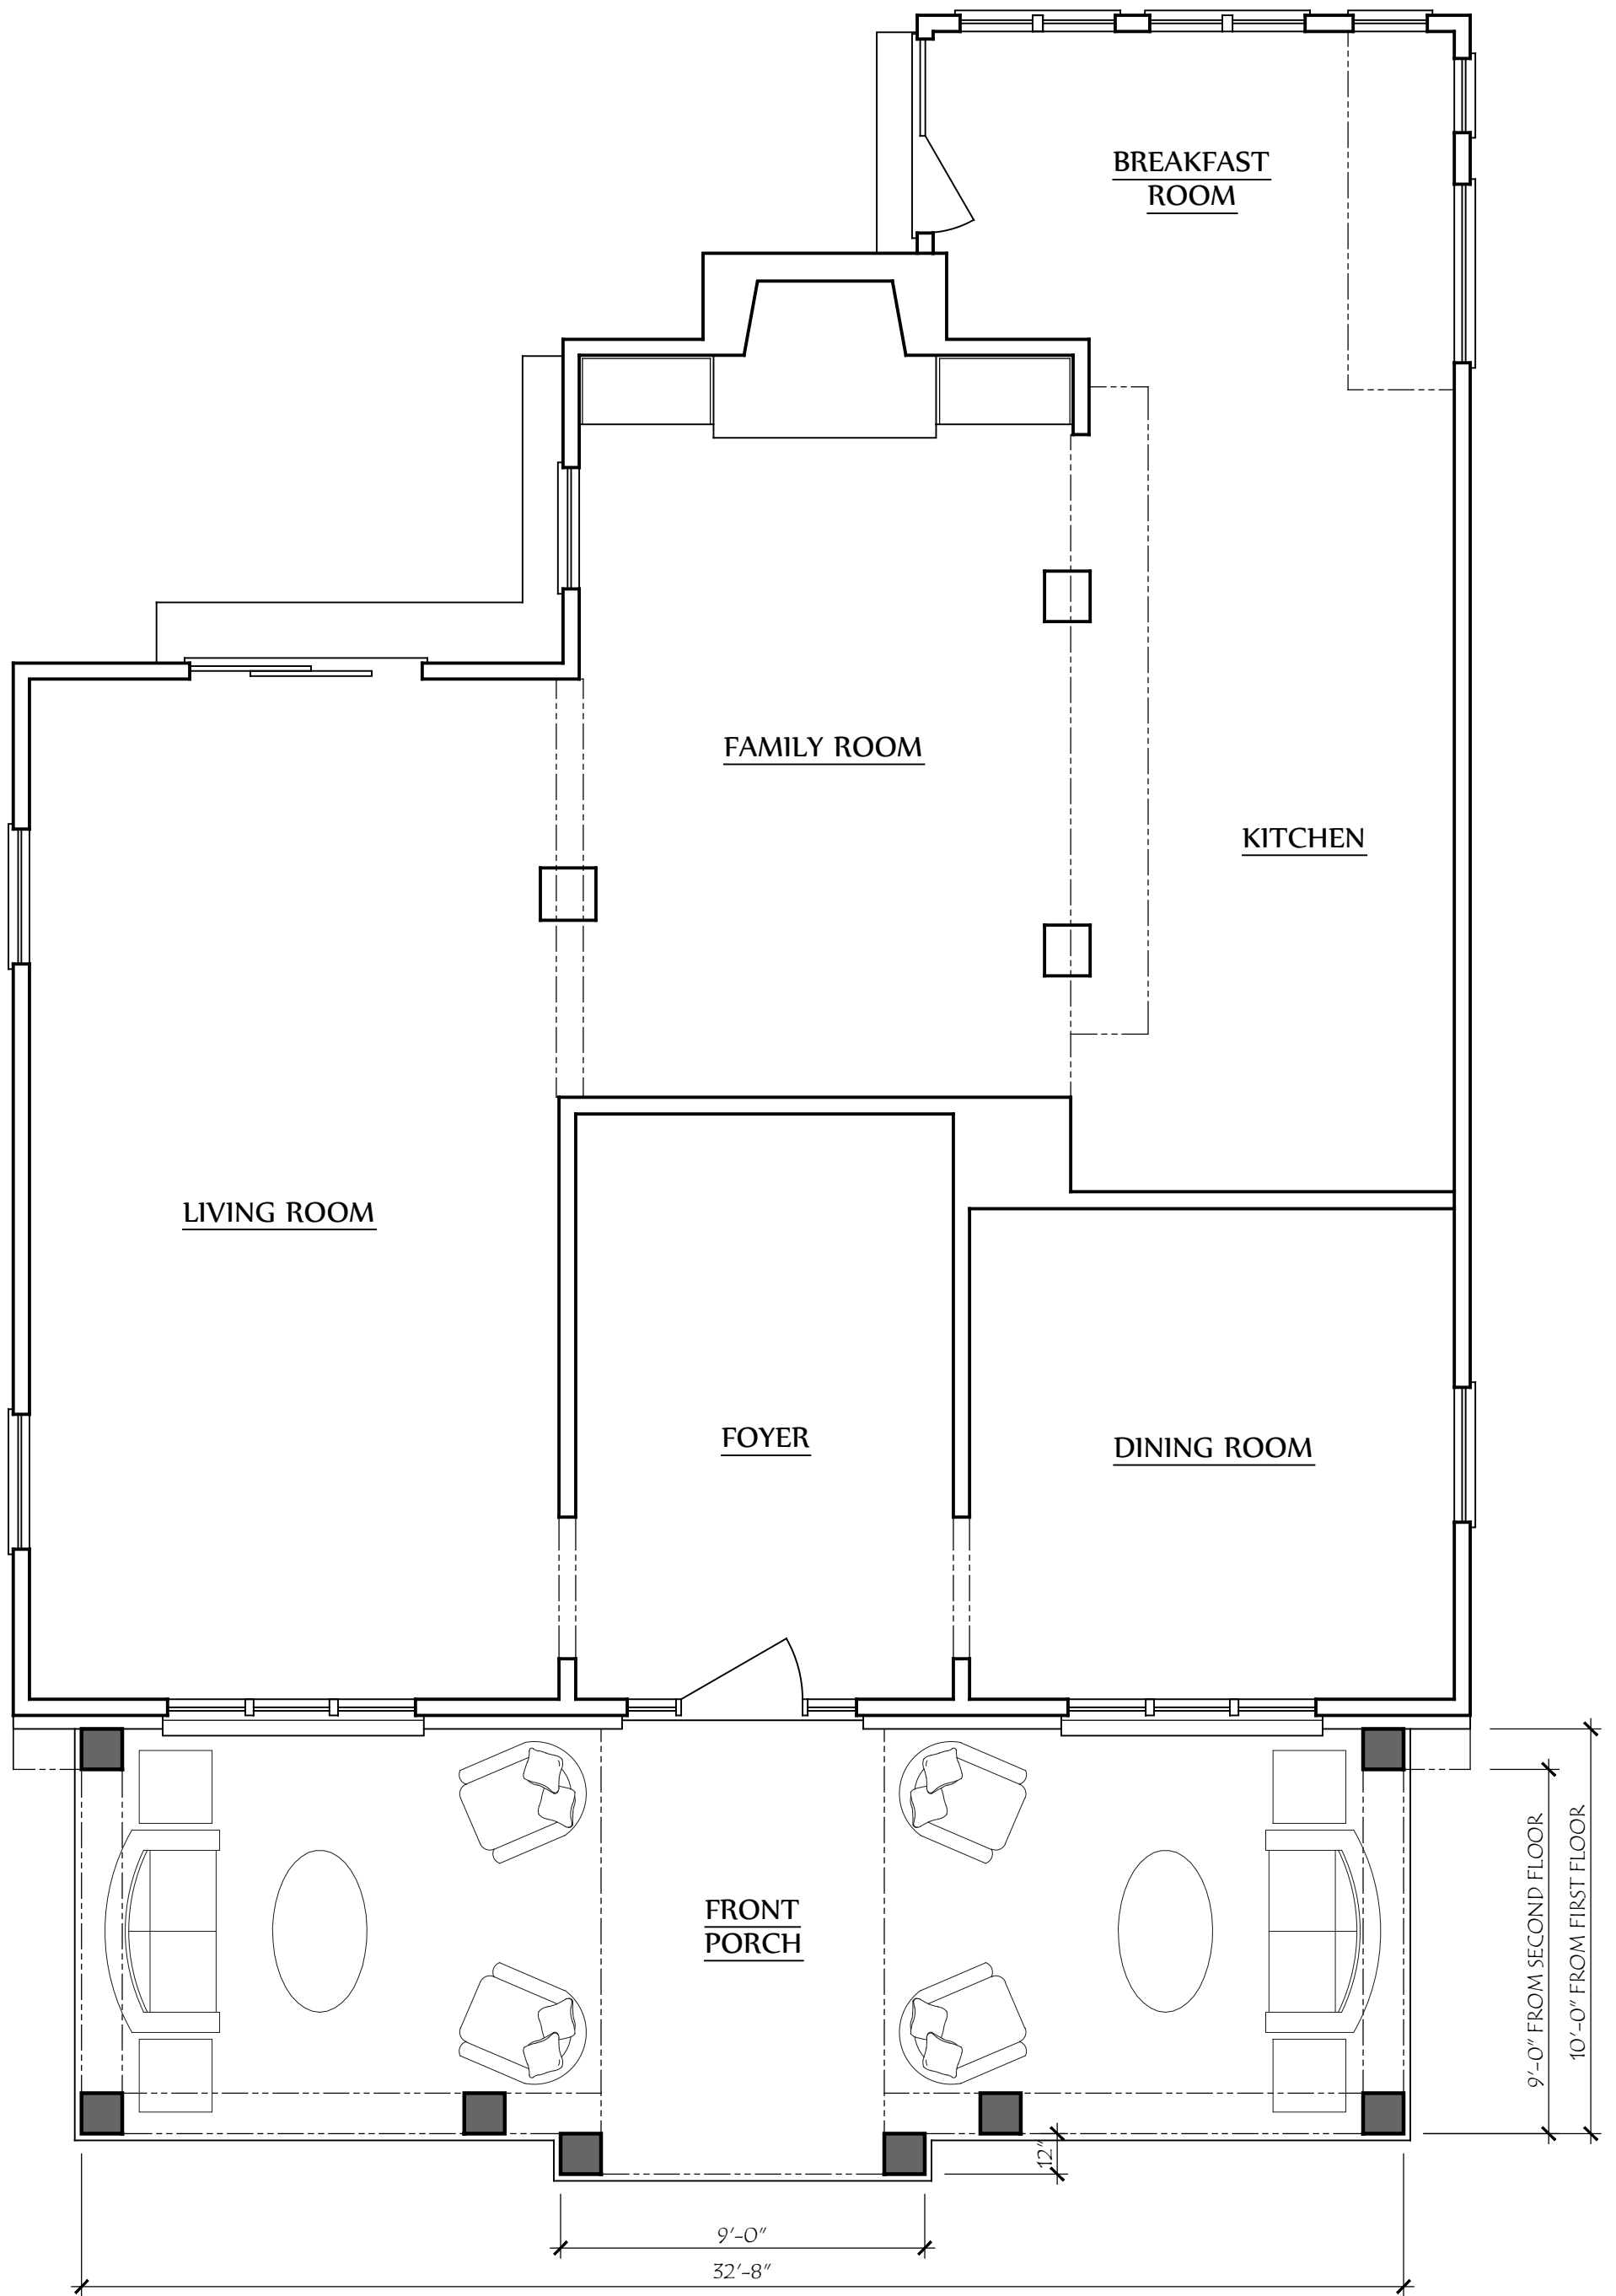 BREAKFAST
ROOM
FAMILY ROOM
KITCHEN
LIVING ROOM
FOYER
DINING ROOM
FRONT
PORCH
9'-0" FROM SECOND FLOOR
10'-0" FROM FIRST FLOOR
12"
9'-0"
32'-8"